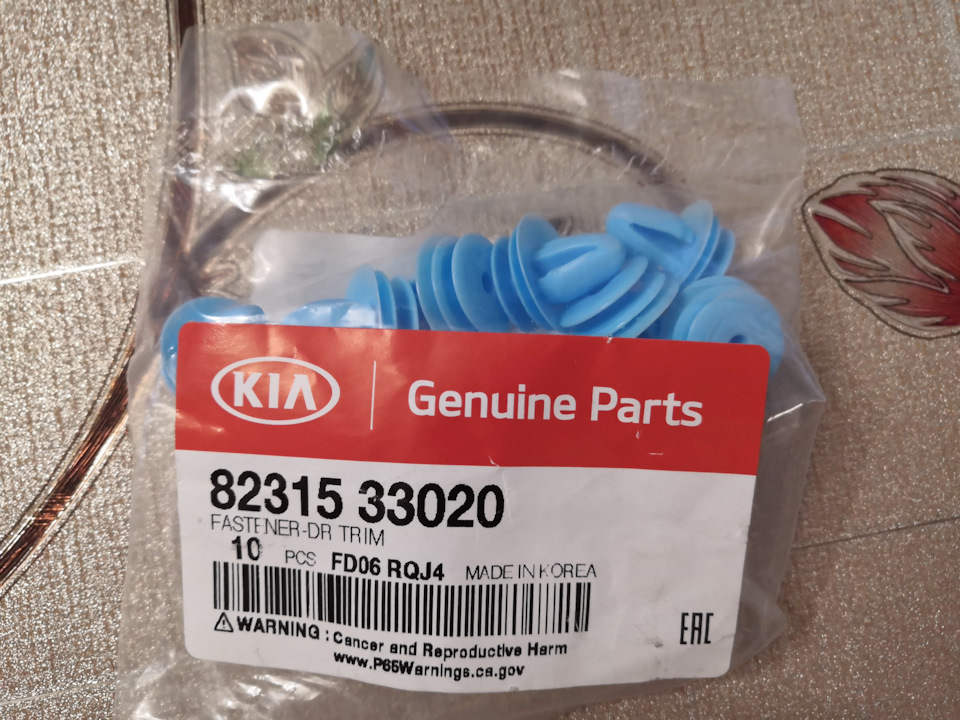 KIA Genuine Parts
82315 33020
FASTENER-DR TRIM
10 PCS FD06 RQJ4 MADE IN KOREA
WARNING : Cancer and Reproductive Harm
www.P65Warnings.ca.gov
EAC